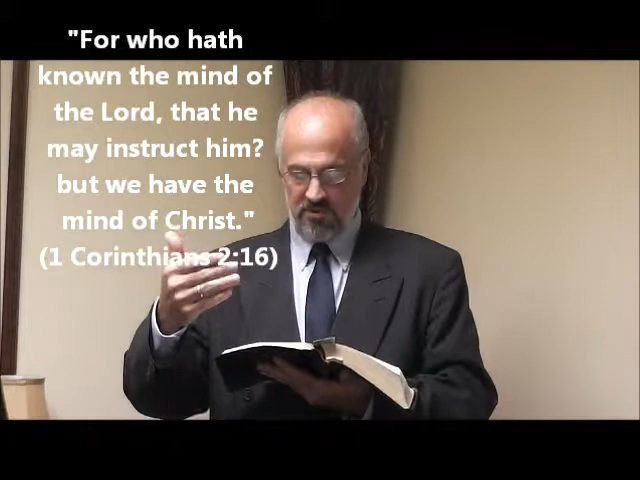 "For who hath
known the mind of
the Lord, that he
may instruct him?
but we have the
mind of Christ."
(1 Corinthians 2:16)